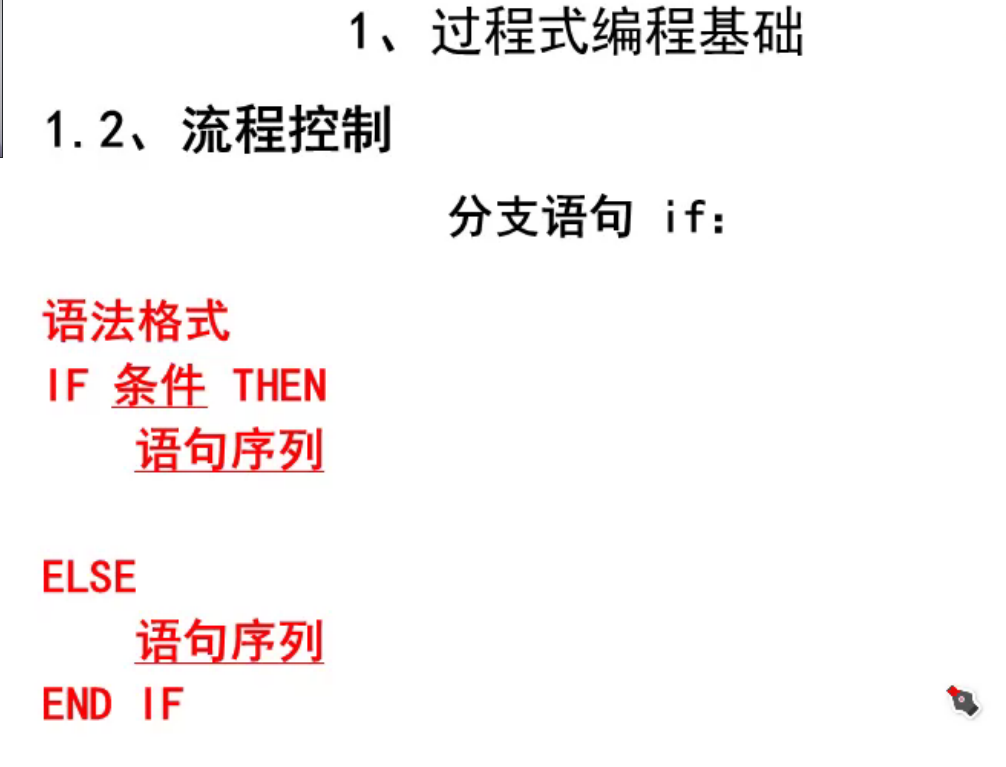 1、过程式编程基础
1.2、流程控制
分支语句 if：
语法格式
IF 条件 THEN
语句序列
ELSE
语句序列
END IF